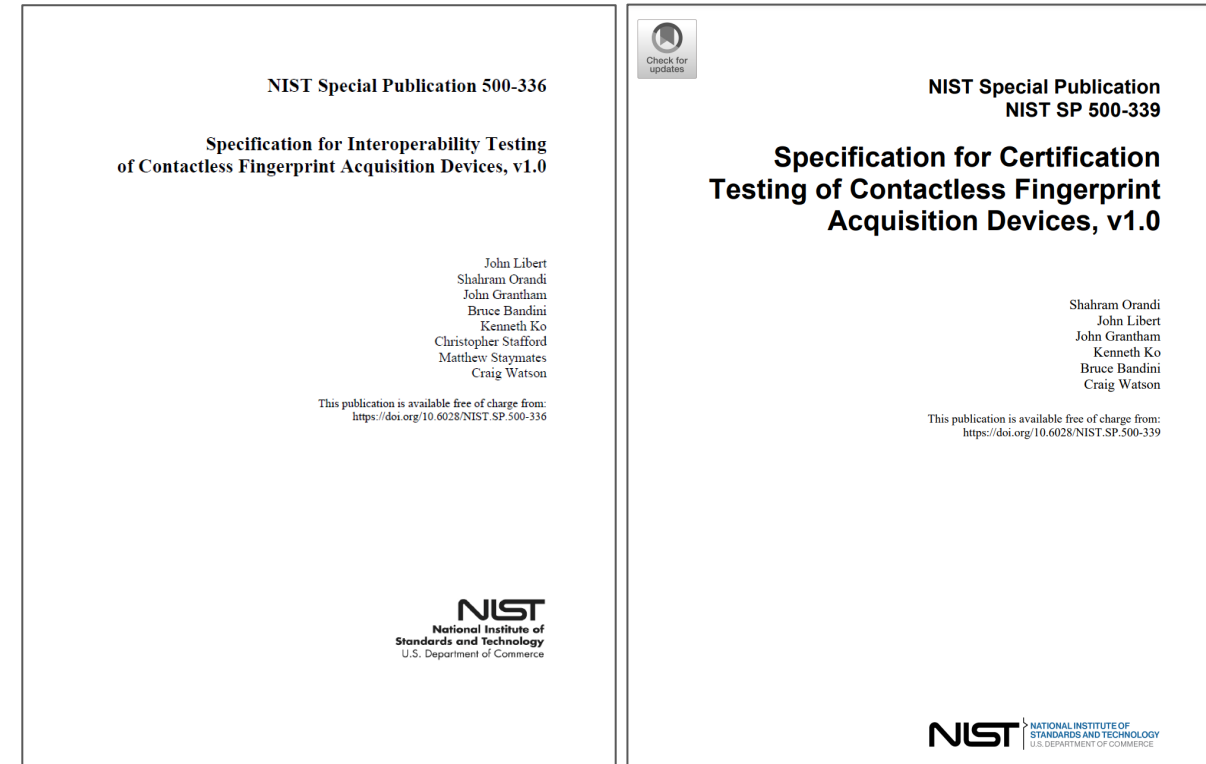 NIST Special Publication 500-336
Specification for Interoperability Testing
of Contactless Fingerprint Acquisition Devices, v1.0
John Libert
Shahram Orandi
John Grantham
Bruce Bandini
Kenneth Ko
Christopher Stafford
Matthew Staymates
Craig Watson
This publication is available free of charge from:
https://doi.org/10.6028/NIST.SP.500-336
NIST
National Institute of
Standards and Technology
U.S. Department of Commerce
Check for
updates
NIST Special Publication
NIST SP 500-339
Specification for Certification
Testing of Contactless Fingerprint
Acquisition Devices, v1.0
Shahram Orandi
John Libert
John Grantham
Kenneth Ko
Bruce Bandini
Craig Watson
This publication is available free of charge from:
https://doi.org/10.6028/NIST.SP.500-339
NIST
NATIONAL INSTITUTE OF
STANDARDS AND TECHNOLOGY
U.S. DEPARTMENT OF COMMERCE